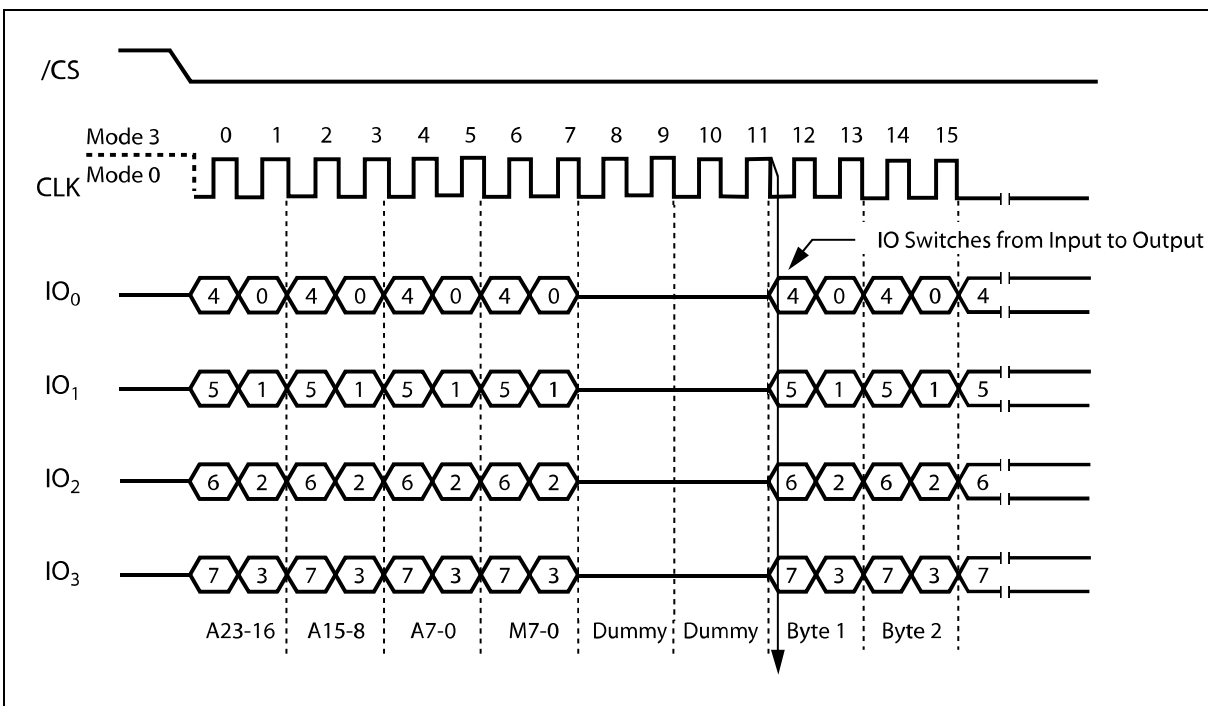 /CS
Mode 3
0 1 2 3 4 5 6 7 8 9 10 11 12 13 14 15
CLK Mode 0
IO Switches from Input to Output
IO0 4 0 4 0 4 0 4 0 4 0 4 0 4
IO1 5 1 5 1 5 1 5 1 5 1 5 1 5
IO2 6 2 6 2 6 2 6 2 6 2 6 2 6
IO3 7 3 7 3 7 3 7 3 7 3 7 3 7
A23-16 A15-8 A7-0 M7-0 Dummy Dummy Byte 1 Byte 2